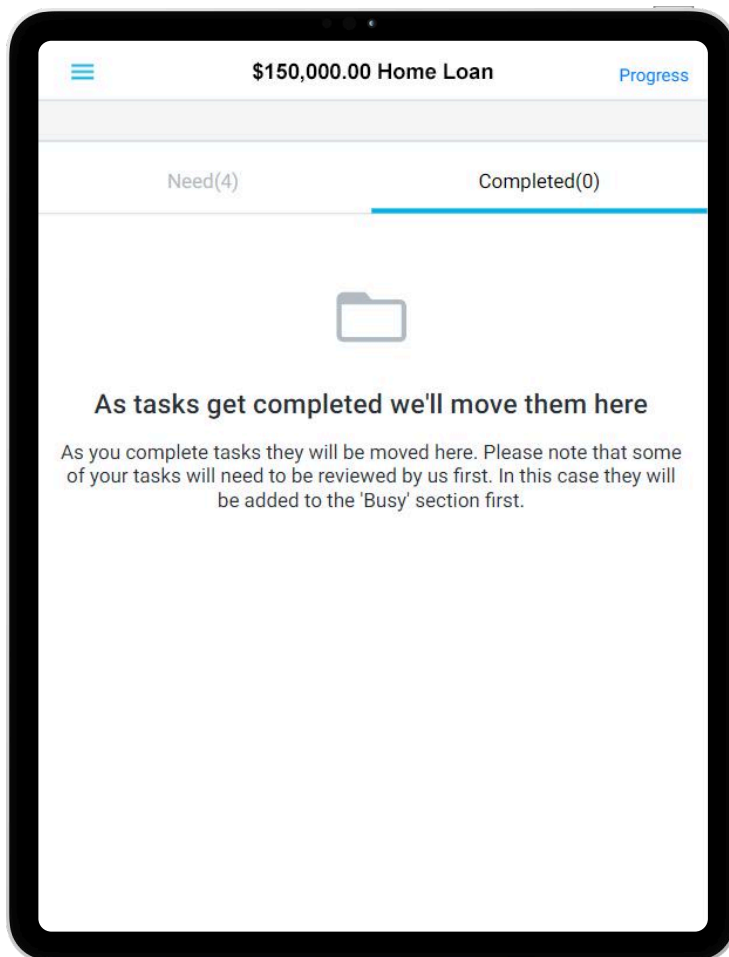 $150,000.00 Home Loan
Progress
Need(4)
Completed(0)
As tasks get completed we'll move them here
As you complete tasks they will be moved here. Please note that some
of your tasks will need to be reviewed by us first. In this case they will
be added to the 'Busy' section first.